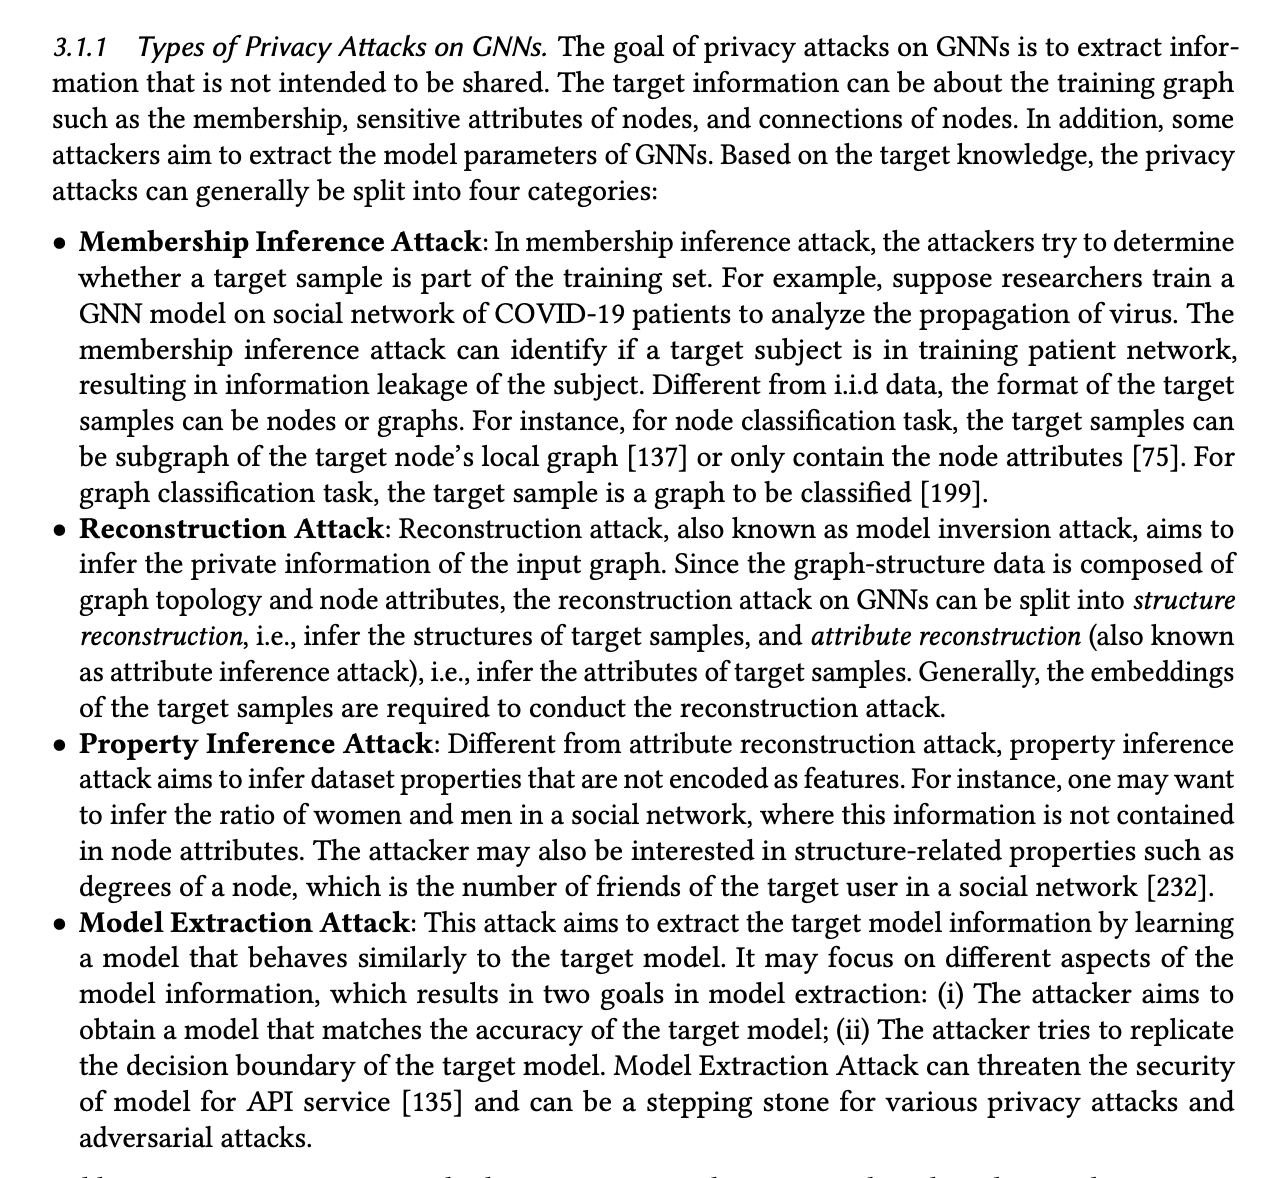 3.1.1 Types of Privacy Attacks on GNNs. The goal of privacy attacks on GNNs is to extract infor-
mation that is not intended to be shared. The target information can be about the training graph
such as the membership, sensitive attributes of nodes, and connections of nodes. In addition, some
attackers aim to extract the model parameters of GNNs. Based on the target knowledge, the privacy
attacks can generally be split into four categories:
• Membership Inference Attack: In membership inference attack, the attackers try to determine
whether a target sample is part of the training set. For example, suppose researchers train a
GNN model on social network of COVID-19 patients to analyze the propagation of virus. The
membership inference attack can identify if a target subject is in training patient network,
resulting in information leakage of the subject. Different from i.i.d data, the format of the target
samples can be nodes or graphs. For instance, for node classification task, the target samples can
be subgraph of the target node's local graph [137] or only contain the node attributes [75]. For
graph classification task, the target sample is a graph to be classified [199].
• Reconstruction Attack: Reconstruction attack, also known as model inversion attack, aims to
infer the private information of the input graph. Since the graph-structure data is composed of
graph topology and node attributes, the reconstruction attack on GNNs can be split into structure
reconstruction, i.e., infer the structures of target samples, and attribute reconstruction (also known
as attribute inference attack), i.e., infer the attributes of target samples. Generally, the embeddings
of the target samples are required to conduct the reconstruction attack.
• Property Inference Attack: Different from attribute reconstruction attack, property inference
attack aims to infer dataset properties that are not encoded as features. For instance, one may want
to infer the ratio of women and men in a social network, where this information is not contained
in node attributes. The attacker may also be interested in structure-related properties such as
degrees of a node, which is the number of friends of the target user in a social network [232].
• Model Extraction Attack: This attack aims to extract the target model information by learning
a model that behaves similarly to the target model. It may focus on different aspects of the
model information, which results in two goals in model extraction: (i) The attacker aims to
obtain a model that matches the accuracy of the target model; (ii) The attacker tries to replicate
the decision boundary of the target model. Model Extraction Attack can threaten the security
of model for API service [135] and can be a stepping stone for various privacy attacks and
adversarial attacks.